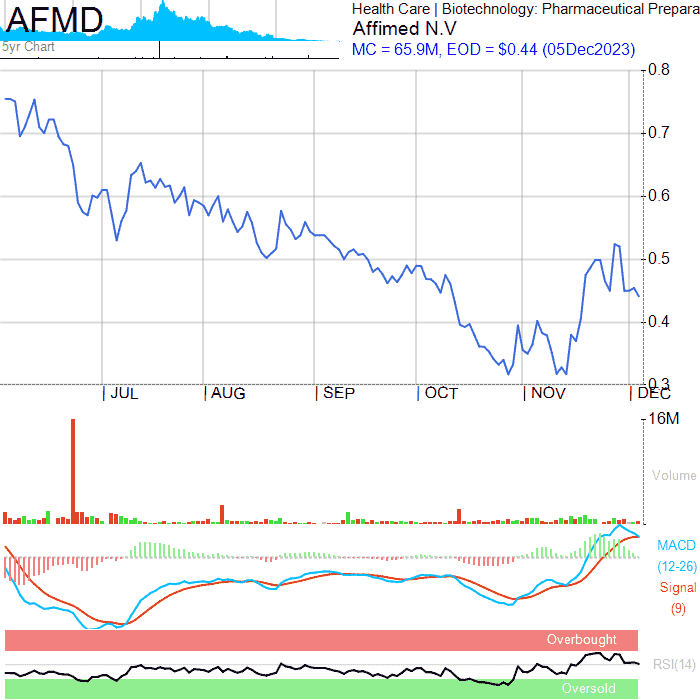 AFMD
5yr Chart
Health Care | Biotechnology: Pharmaceutical Prepara
Affimed N.V
MC = 65.9M, EOD = $0.44 (05Dec2023)
0.8
0.7
0.6
0.5
0.4
0.3
| JUL | AUG | SEP | OCT | NOV | DEC
16M
Volume
MACD
(12-26)
Signal
(9)
Overbought
RSI(14)
Oversold